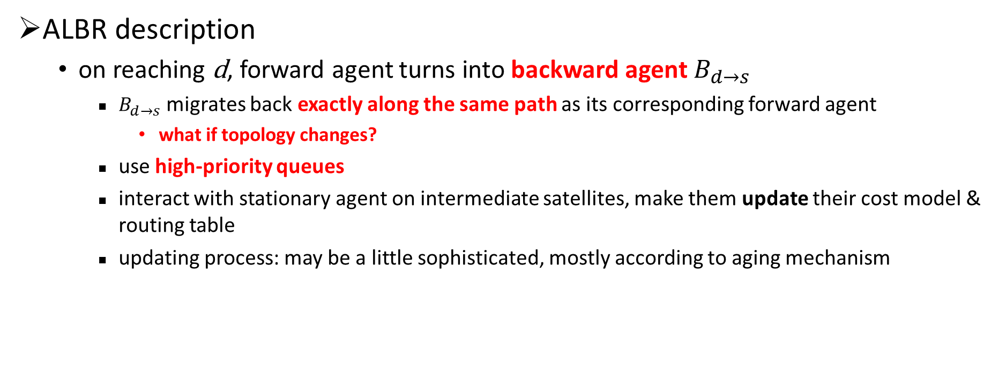 ➢ALBR description
• on reaching d, forward agent turns into backward agent B_{d→s}
▪ B_{d→s} migrates back exactly along the same path as its corresponding forward agent
• what if topology changes?
▪ use high-priority queues
▪ interact with stationary agent on intermediate satellites, make them update their cost model &
routing table
▪ updating process: may be a little sophisticated, mostly according to aging mechanism